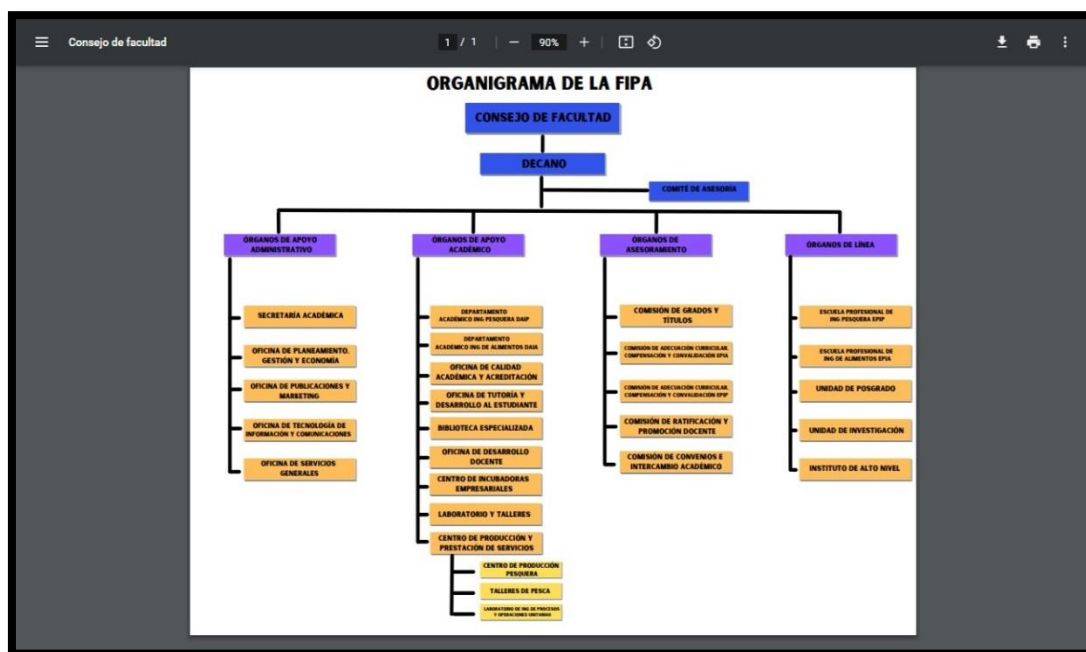 Consejo de facultad
1 / 1
90%
ORGANIGRAMA DE LA FIPA
CONSEJO DE FACULTAD
DECANO
COMITÉ DE ASESORÍA
ÓRGANOS DE APOYO
ADMINISTRATIVO
SECRETARÍA ACADÉMICA
OFICINA DE PLANEAMIENTO,
GESTIÓN Y ECONOMÍA
OFICINA DE PUBLICACIONES Y
MARKETING
OFICINA DE TECNOLOGÍA DE
INFORMACIÓN Y COMUNICACIONES
OFICINA DE SERVICIOS
GENERALES
ÓRGANOS DE APOYO
ACADÉMICO
DEPARTAMENTO
ACADÉMICO ING PESQUERA DAIP
DEPARTAMENTO
ACADÉMICO ING DE ALIMENTOS DAIA
OFICINA DE CALIDAD
ACADÉMICA Y ACREDITACIÓN
OFICINA DE TUTORÍA Y
DESARROLLO AL ESTUDIANTE
BIBLIOTECA ESPECIALIZADA
OFICINA DE DESARROLLO
DOCENTE
CENTRO DE INCUBADORAS
EMPRESARIALES
LABORATORIO Y TALLERES
CENTRO DE PRODUCCIÓN Y
PRESTACIÓN DE SERVICIOS
CENTRO DE PRODUCCIÓN
PESQUERA
TALLERES DE PESCA
LABORATORIO DE ING DE PROCESOS
Y OPERACIONES UNITARIAS
ÓRGANOS DE
ASESORAMIENTO
COMISIÓN DE GRADOS Y
TÍTULOS
COMISIÓN DE ADECUACIÓN CURRICULAR,
COMPENSACIÓN Y CONVALIDACIÓN EPIA
COMISIÓN DE ADECUACIÓN CURRICULAR,
COMPENSACIÓN Y CONVALIDACIÓN EPIP
COMISIÓN DE RATIFICACIÓN Y
PROMOCIÓN DOCENTE
COMISIÓN DE CONVENIOS E
INTERCAMBIO ACADÉMICO
ÓRGANOS DE LÍNEA
ESCUELA PROFESIONAL DE
ING PESQUERA EPIP
ESCUELA PROFESIONAL DE
ING DE ALIMENTOS EPIA
UNIDAD DE POSGRADO
UNIDAD DE INVESTIGACIÓN
INSTITUTO DE ALTO NIVEL